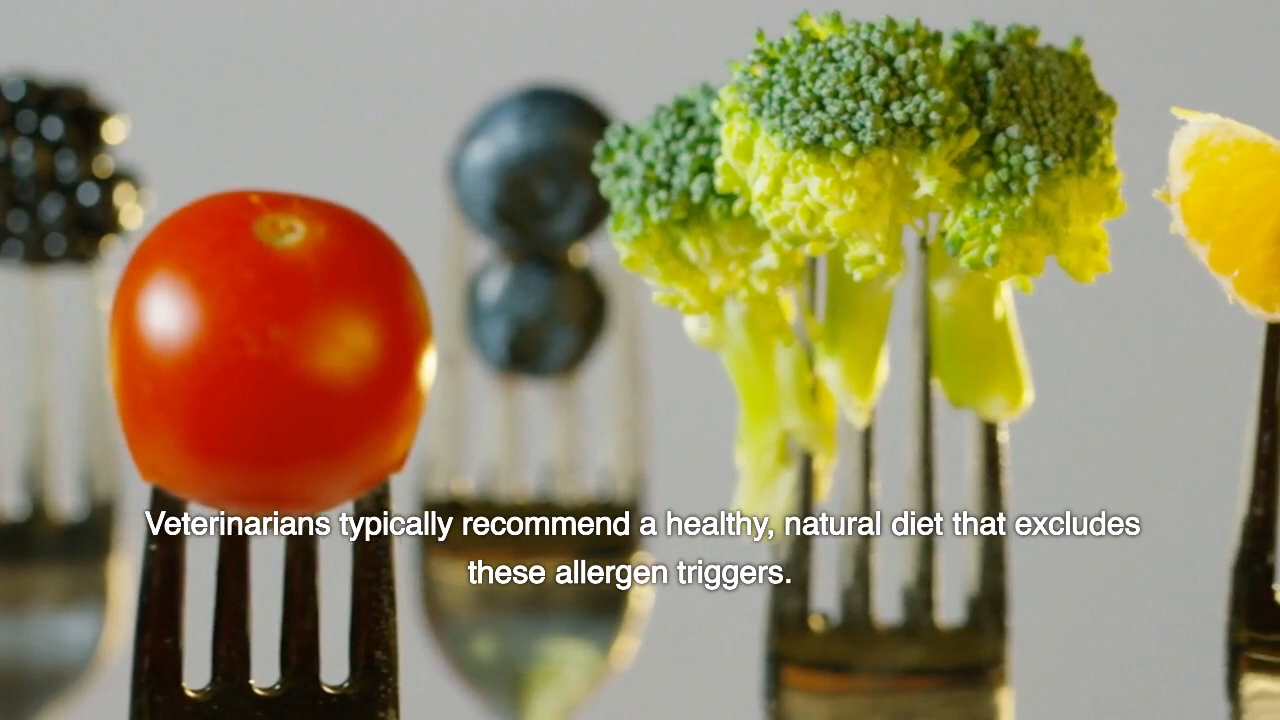 Veterinarians typically recommend a healthy, natural diet that excludes
these allergen triggers.